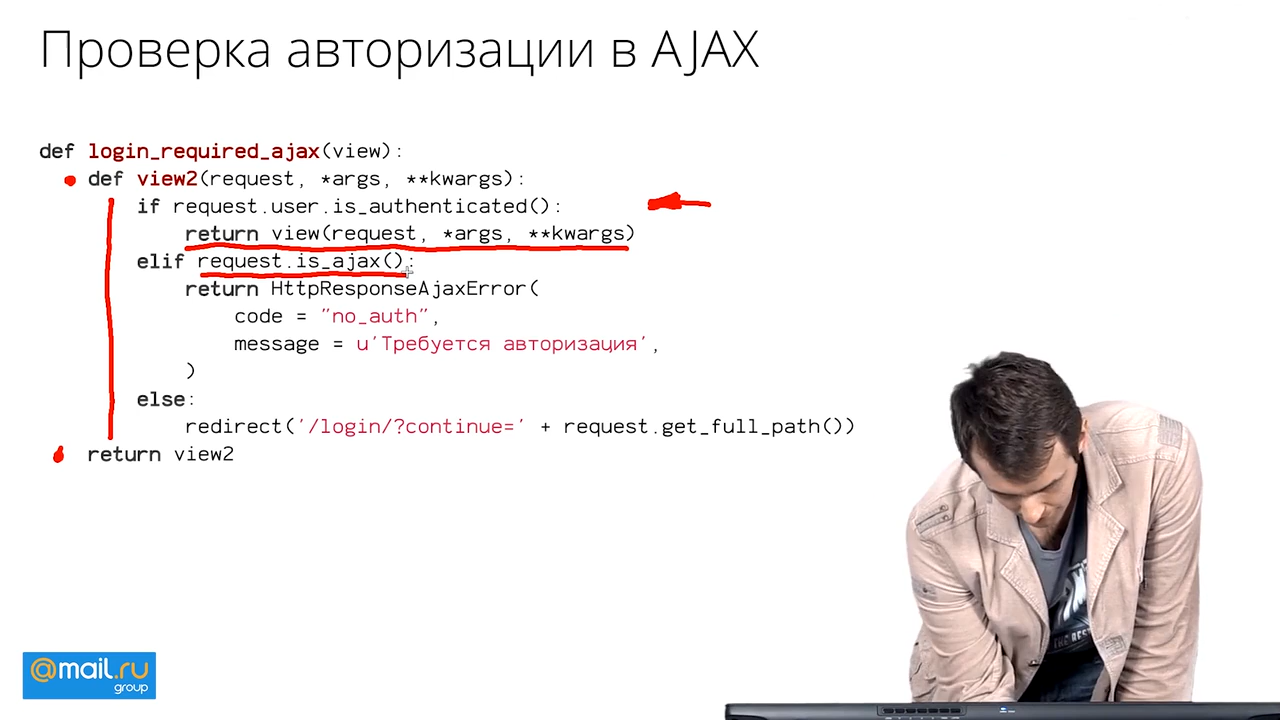 Проверка авторизации в AJAX
def login_required_ajax(view):
def view2(request, *args, **kwargs):
if request.user.is_authenticated():
return view(request, *args, **kwargs)
elif request.is_ajax():
return HttpResponseAjaxError(
code = "no_auth",
message = u'Требуется авторизация',
)
else:
redirect('/login/?continue=' + request.get_full_path())
return view2
@mail.ru
group